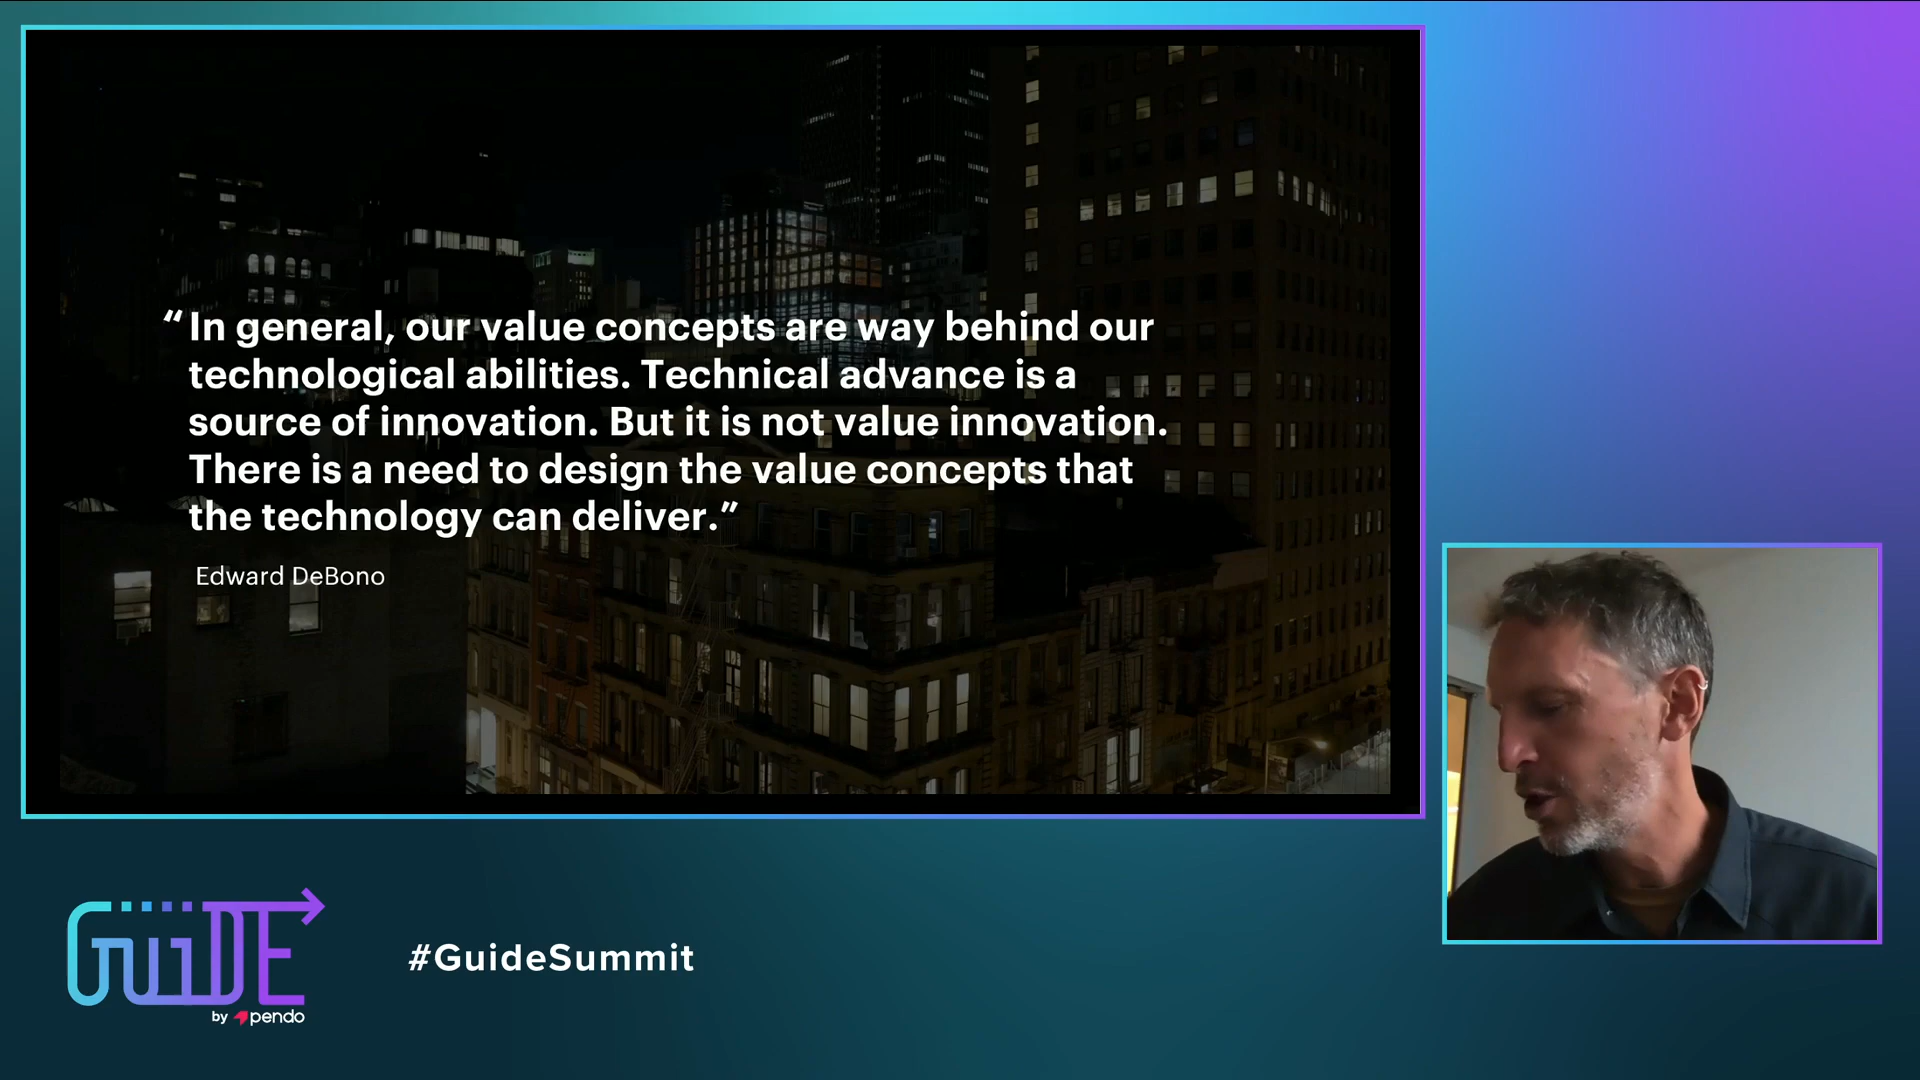 “In general, our value concepts are way behind our
technological abilities. Technical advance is a
source of innovation. But it is not value innovation.
There is a need to design the value concepts that
the technology can deliver.”
Edward DeBono
GUiDE
by pendo
#GuideSummit